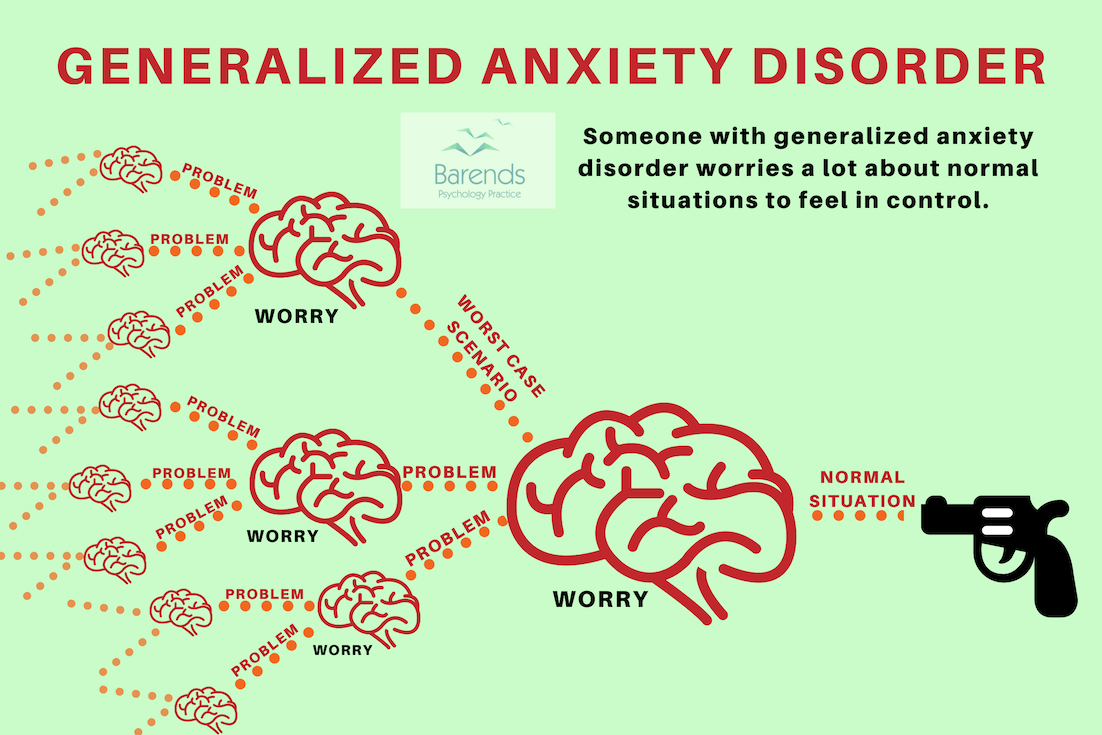 GENERALIZED ANXIETY DISORDER
Barends
Psychology Practice
Someone with generalized anxiety
disorder worries a lot about normal
situations to feel in control.
PROBLEM
PROBLEM
PROBLEM
WORRY
WORST CASE
SCENARIO
PROBLEM
PROBLEM
PROBLEM
WORRY
PROBLEM
PROBLEM
NORMAL
SITUATION
WORRY
PROBLEM
PROBLEM
WORRY